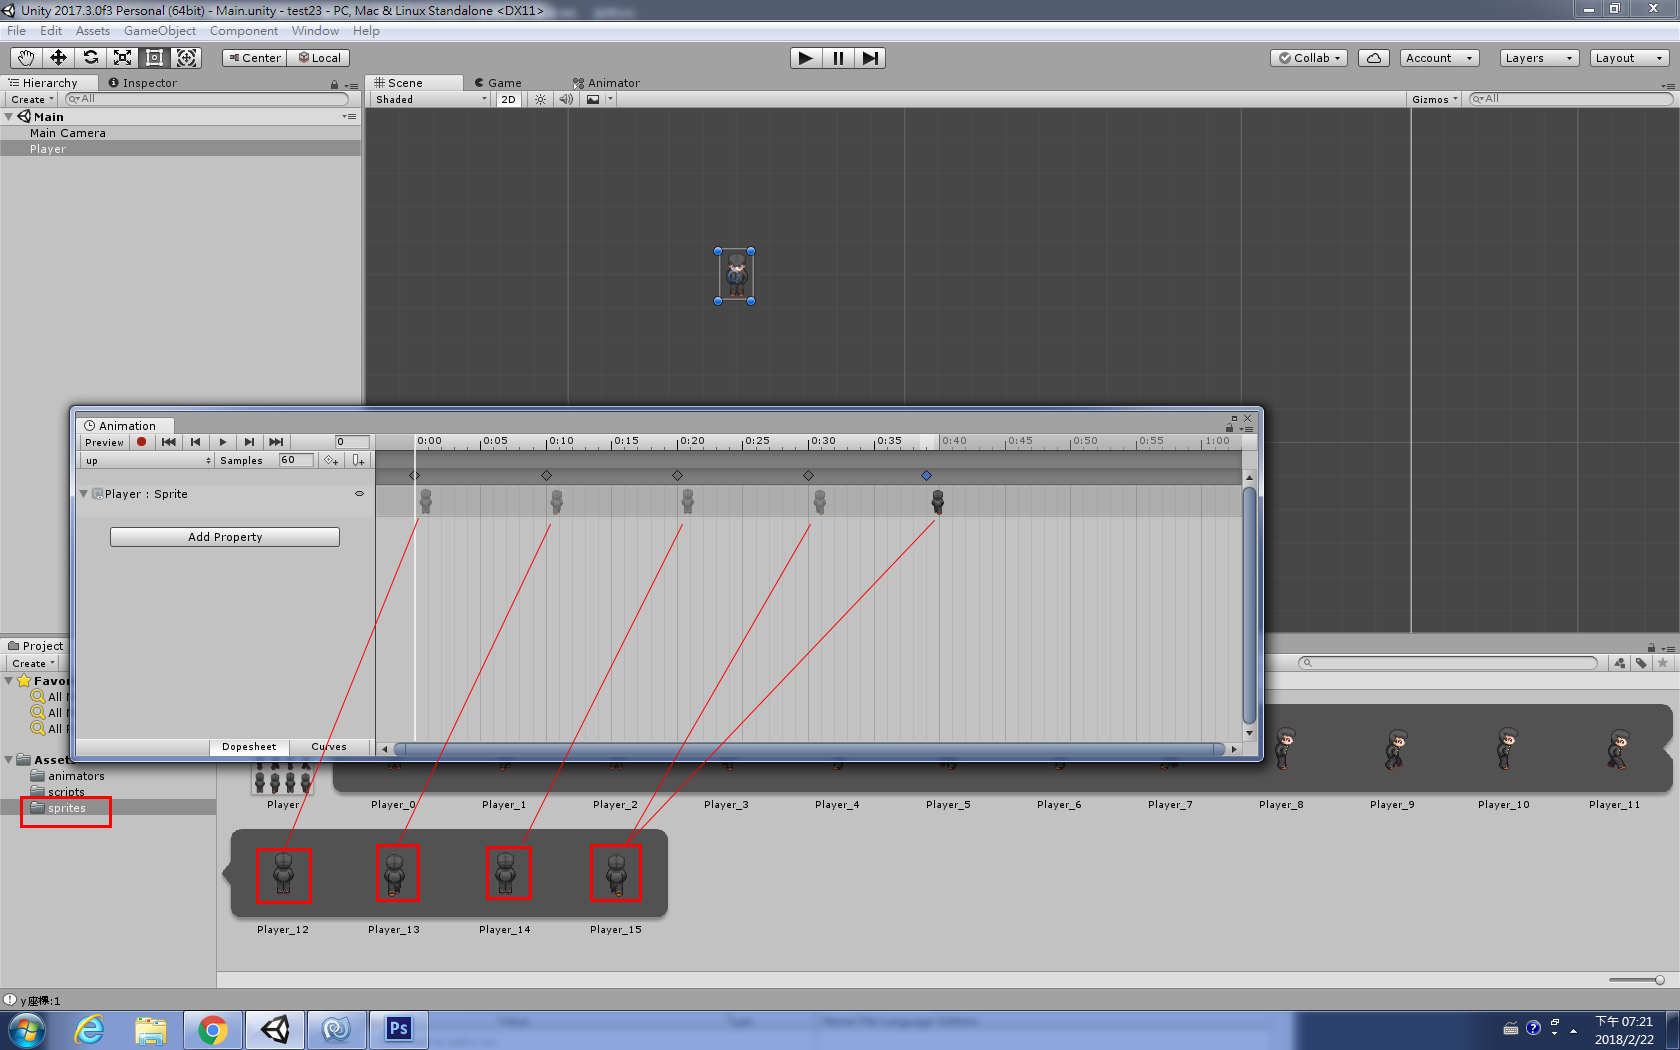 Unity 2017.3.0f3 Personal (64bit) - Main.unity - test23 - PC, Mac & Linux Standalone <DX11>
File Edit Assets GameObject Component Window Help
Center Local Collab Account Layers Layout
Hierarchy Inspector Scene Game Animator
Create All Shaded 2D Gizmos All
Main
Main Camera
Player
Animation
Preview 0 0:00 0:05 0:10 0:15 0:20 0:25 0:30 0:35 0:40 0:45 0:50 0:55 1:00
up Samples 60
Player : Sprite
Add Property
Dopesheet Curves
Project
Create
Favor
All
All
All
Assets
animators
scripts
sprites
Player Player_0 Player_1 Player_2 Player_3 Player_4 Player_5 Player_6 Player_7 Player_8 Player_9 Player_10 Player_11
Player_12 Player_13 Player_14 Player_15
y座標:1
Ps
下午 07:21
2018/2/22